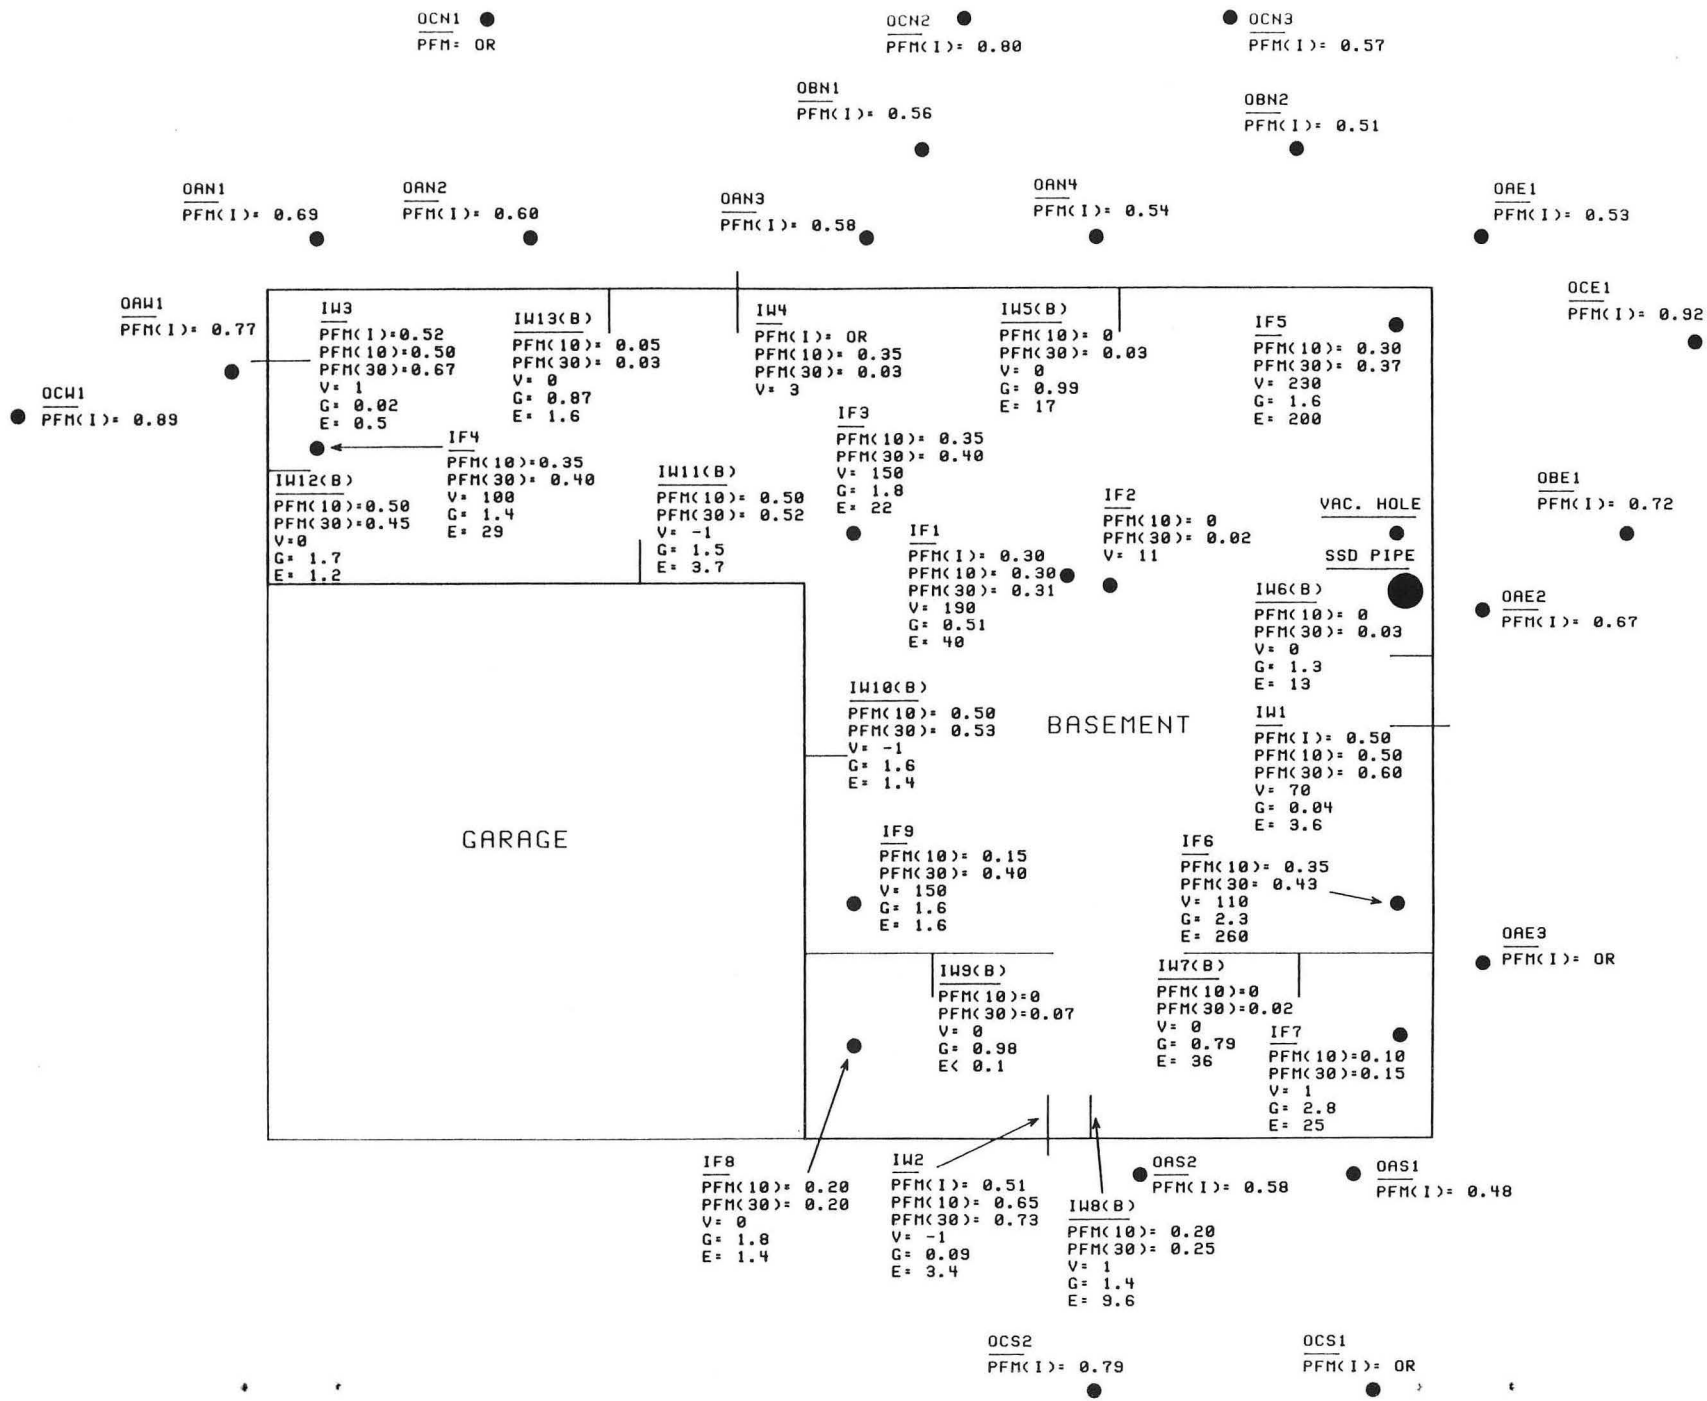 OCN1
PFM= OR
OCN2
PFM(I)= 0.80
OCN3
PFM(I)= 0.57
OBN1
PFM(I)= 0.56
OBN2
PFM(I)= 0.51
OAN1
PFM(I)= 0.69
OAN2
PFM(I)= 0.60
OAN3
PFM(I)= 0.58
OAN4
PFM(I)= 0.54
OAE1
PFM(I)= 0.53
OAW1
PFM(I)= 0.77
OCW1
PFM(I)= 0.89
IW3
PFM(I)=0.52
PFM(10)=0.50
PFM(30)=0.67
V= 1
G= 0.02
E= 0.5
IW13(B)
PFM(10)= 0.05
PFM(30)= 0.03
V= 0
G= 0.87
E= 1.6
IW4
PFM(I)= OR
PFM(10)= 0.35
PFM(30)= 0.03
V= 3
IW5(B)
PFM(10)= 0
PFM(30)= 0.03
V= 0
G= 0.99
E= 17
IF5
PFM(10)= 0.30
PFM(30)= 0.37
V= 230
G= 1.6
E= 200
OCE1
PFM(I)= 0.92
IF4
PFM(10)=0.35
PFM(30)= 0.40
V= 100
G= 1.4
E= 29
IW12(B)
PFM(10)=0.50
PFM(30)=0.45
V=0
G= 1.7
E= 1.2
IW11(B)
PFM(10)= 0.50
PFM(30)= 0.52
V= -1
G= 1.5
E= 3.7
IF3
PFM(10)= 0.35
PFM(30)= 0.40
V= 150
G= 1.8
E= 22
IF1
PFM(I)= 0.30
PFM(10)= 0.30
PFM(30)= 0.31
V= 190
G= 0.51
E= 40
IF2
PFM(10)= 0
PFM(30)= 0.02
V= 11
VAC. HOLE
SSD PIPE
OBE1
PFM(I)= 0.72
OAE2
PFM(I)= 0.67
IW6(B)
PFM(10)= 0
PFM(30)= 0.03
V= 0
G= 1.3
E= 13
IW10(B)
PFM(10)= 0.50
PFM(30)= 0.53
V= -1
G= 1.6
E= 1.4
BASEMENT
IW1
PFM(I)= 0.50
PFM(10)= 0.50
PFM(30)= 0.60
V= 70
G= 0.04
E= 3.6
GARAGE
IF9
PFM(10)= 0.15
PFM(30)= 0.40
V= 150
G= 1.6
E= 1.6
IF6
PFM(10)= 0.35
PFM(30= 0.43
V= 110
G= 2.3
E= 260
OAE3
PFM(I)= OR
IW9(B)
PFM(10)=0
PFM(30)=0.07
V= 0
G= 0.98
E< 0.1
IW7(B)
PFM(10)=0
PFM(30)=0.02
V= 0
G= 0.79
E= 36
IF7
PFM(10)=0.10
PFM(30)=0.15
V= 1
G= 2.8
E= 25
IF8
PFM(10)= 0.20
PFM(30)= 0.20
V= 0
G= 1.8
E= 1.4
IW2
PFM(I)= 0.51
PFM(10)= 0.65
PFM(30)= 0.73
V= -1
G= 0.09
E= 3.4
IW8(B)
PFM(10)= 0.20
PFM(30)= 0.25
V= 1
G= 1.4
E= 9.6
OAS2
PFM(I)= 0.58
OAS1
PFM(I)= 0.48
OCS2
PFM(I)= 0.79
OCS1
PFM(I)= OR